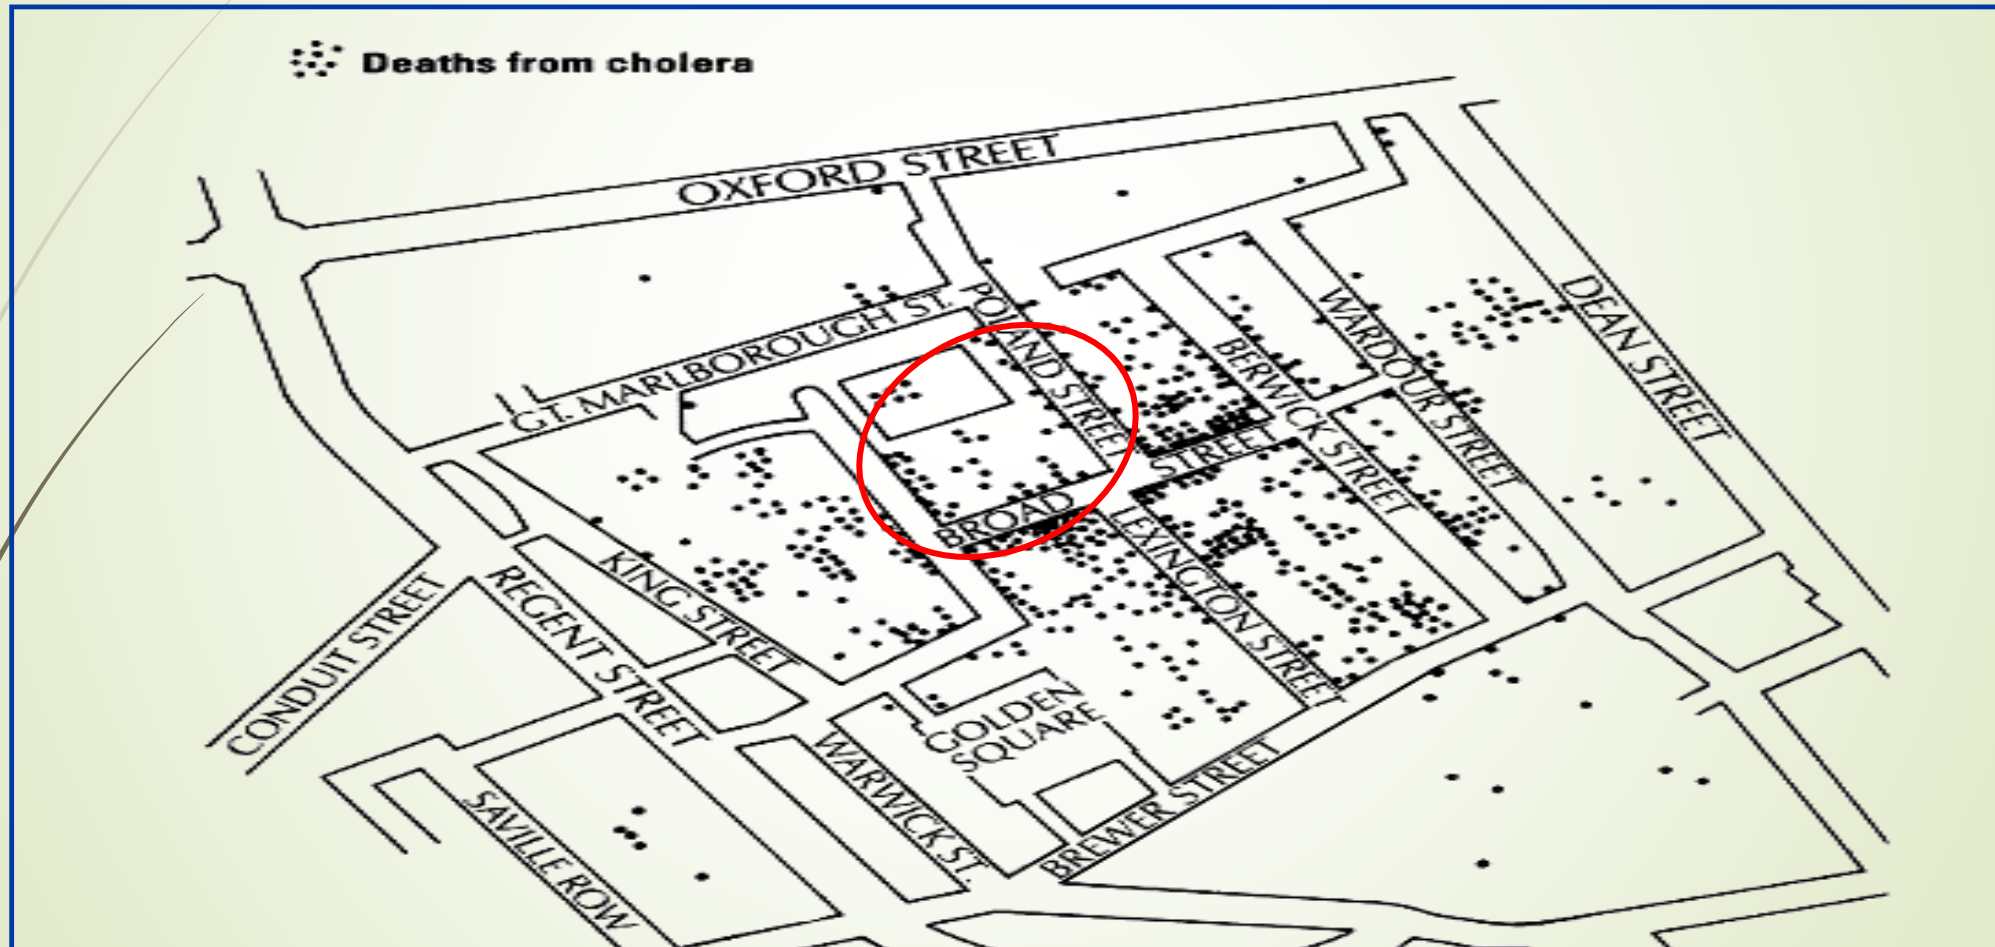 Deaths from cholera
OXFORD STREET
GT. MARLBOROUGH ST.
POLAND STREET
BERWICK STREET
WARDOUR STREET
DEAN STREET
BROAD
STREET
LEXINGTON STREET
KING STREET
REGENT STREET
CONDUIT STREET
GOLDEN
SQUARE
WARWICK ST.
BREWER STREET
SAVILLE ROW